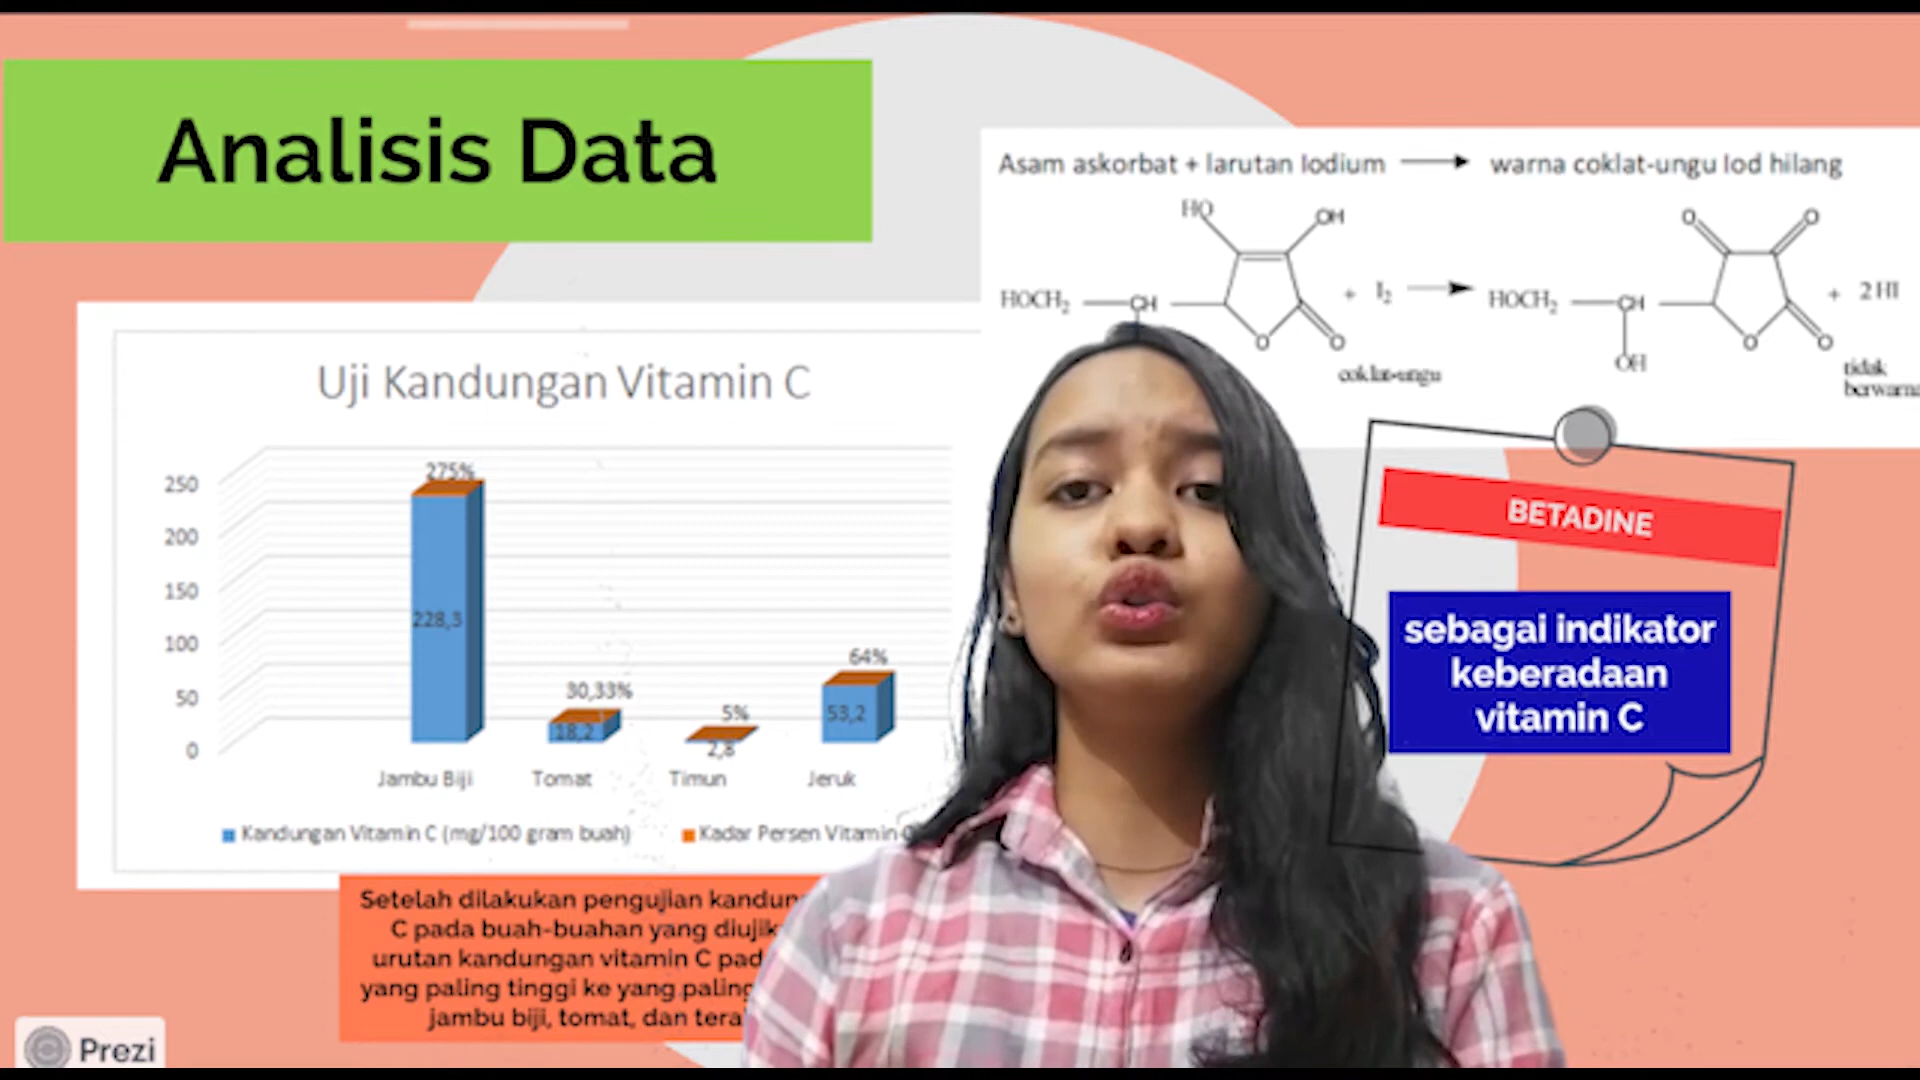 Analisis Data
Asam askorbat + larutan Iodium → warna coklat-ungu Iod hilang
HO
OH
HOCH₂
CH
O
O
+ I₂
coklat-ungu
HOCH₂
CH
OH
O
O
O
O
+ 2HI
tidak
berwarna
Uji Kandungan Vitamin C
250
200
150
100
50
0
275%
228,3
30,33%
18,2
5%
2,8
64%
53,2
Jambu Biji
Tomat
Timun
Jeruk
Kandungan Vitamin C (mg/100 gram buah)
Kadar Persen Vitamin
BETADINE
sebagai indikator
keberadaan
vitamin C
Setelah dilakukan pengujian
C pada buah-buahan yang
urutan kandungan vitamin C
yang paling tinggi ke yang paling
jambu biji, tomat, dan
Prezi